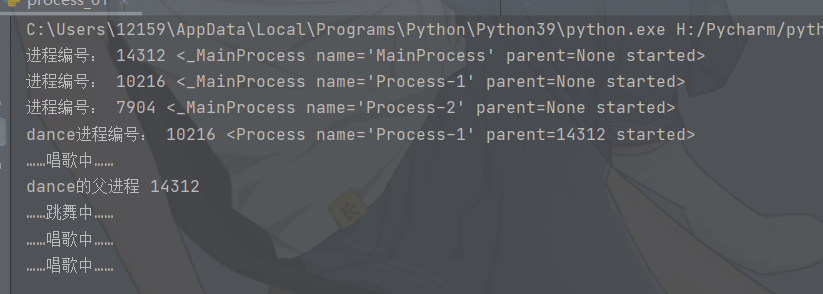 process_01
C:\Users\12159\AppData\Local\Programs\Python\Python39\python.exe H:/Pycharm/pyth
进程编号： 14312 <_MainProcess name='MainProcess' parent=None started>
进程编号： 10216 <_MainProcess name='Process-1' parent=None started>
进程编号： 7904 <_MainProcess name='Process-2' parent=None started>
dance进程编号： 10216 <Process name='Process-1' parent=14312 started>
……唱歌中……
dance的父进程 14312
……跳舞中……
……唱歌中……
……唱歌中……